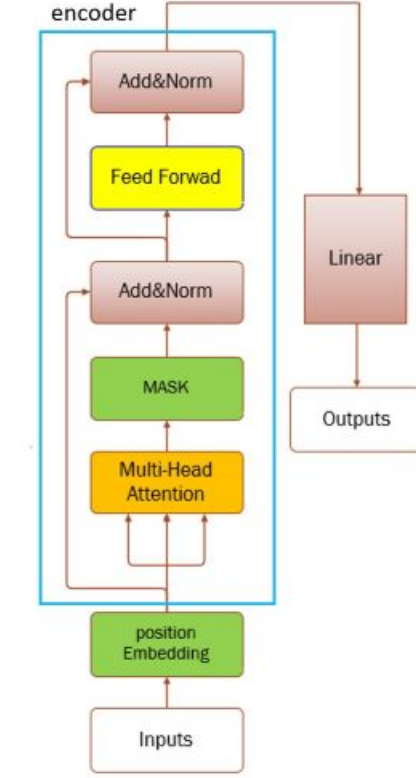 encoder
Add&Norm
Feed Forwad
Add&Norm
Linear
MASK
Outputs
Multi-Head
Attention
position
Embedding
Inputs